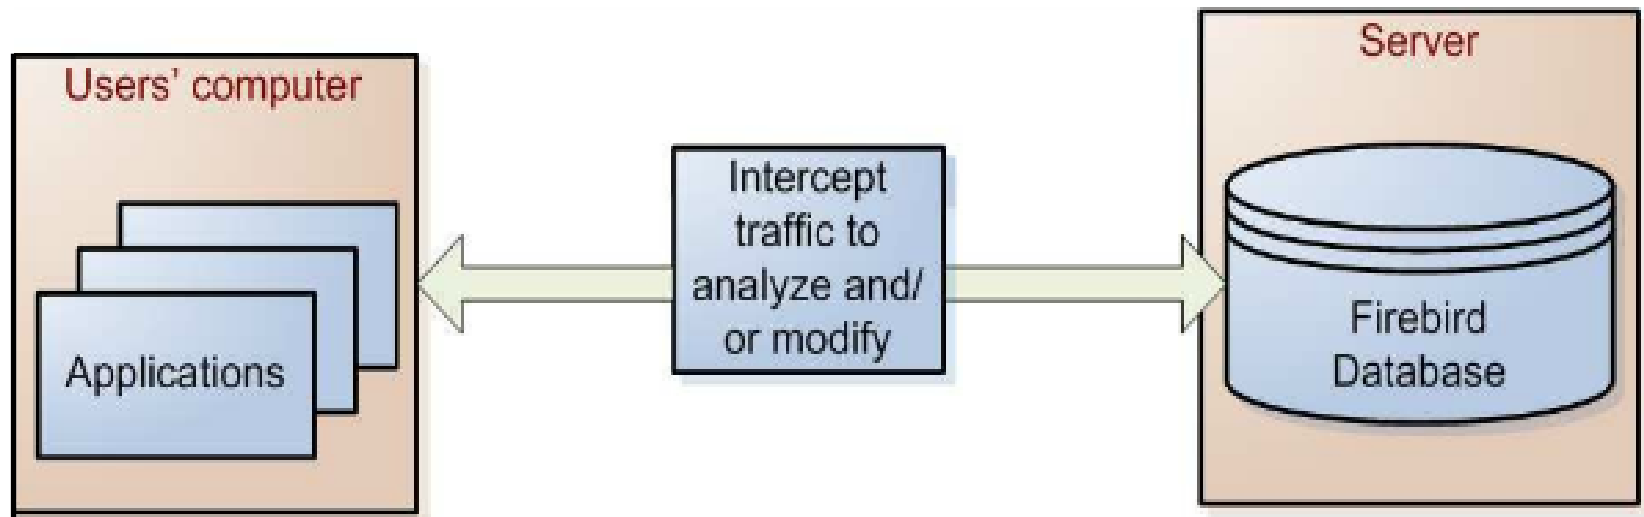 Users' computer
Applications
Intercept
traffic to
analyze and/
or modify
Server
Firebird
Database